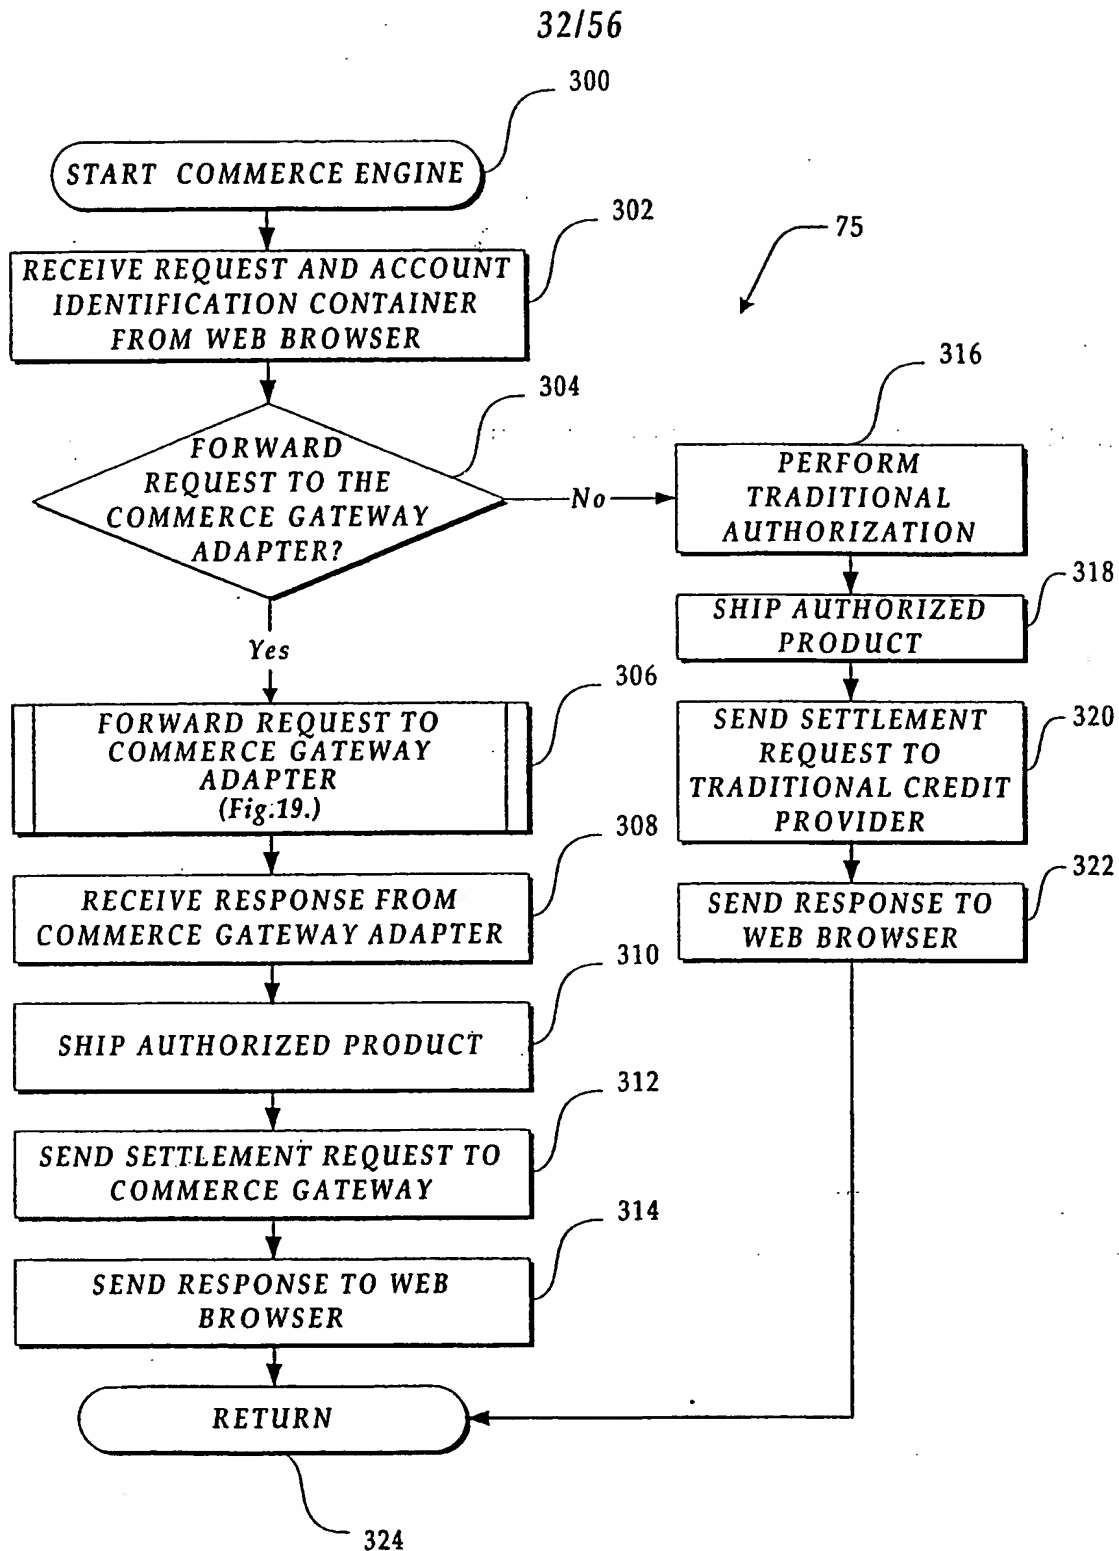 32/56
300
START COMMERCE ENGINE
302
RECEIVE REQUEST AND ACCOUNT
IDENTIFICATION CONTAINER
FROM WEB BROWSER
75
304
FORWARD
REQUEST TO THE
COMMERCE GATEWAY
ADAPTER?
No
Yes
306
FORWARD REQUEST TO
COMMERCE GATEWAY
ADAPTER
(Fig.19.)
308
RECEIVE RESPONSE FROM
COMMERCE GATEWAY ADAPTER
310
SHIP AUTHORIZED PRODUCT
312
SEND SETTLEMENT REQUEST TO
COMMERCE GATEWAY
314
SEND RESPONSE TO WEB
BROWSER
316
PERFORM
TRADITIONAL
AUTHORIZATION
318
SHIP AUTHORIZED
PRODUCT
320
SEND SETTLEMENT
REQUEST TO
TRADITIONAL CREDIT
PROVIDER
322
SEND RESPONSE TO
WEB BROWSER
RETURN
324